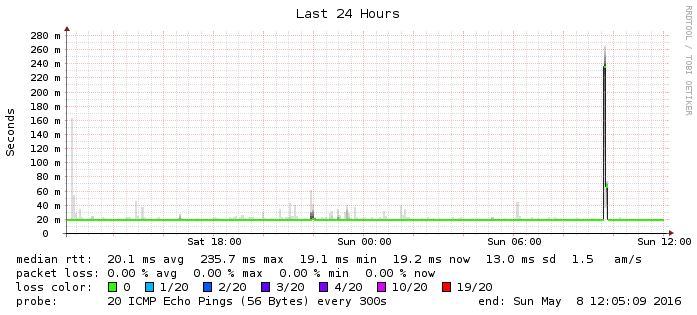 Last 24 Hours
RRDTOOL / TOBI OETIKER
Seconds
280 m
260 m
240 m
220 m
200 m
180 m
160 m
140 m
120 m
100 m
80 m
60 m
40 m
20 m
0
Sat 18:00 Sun 00:00 Sun 06:00 Sun 12:00
median rtt: 20.1 ms avg 235.7 ms max 19.1 ms min 19.2 ms now 13.0 ms sd 1.5 am/s
packet loss: 0.00 % avg 0.00 % max 0.00 % min 0.00 % now
loss color: 0 1/20 2/20 3/20 4/20 10/20 19/20
probe: 20 ICMP Echo Pings (56 Bytes) every 300s end: Sun May 8 12:05:09 2016